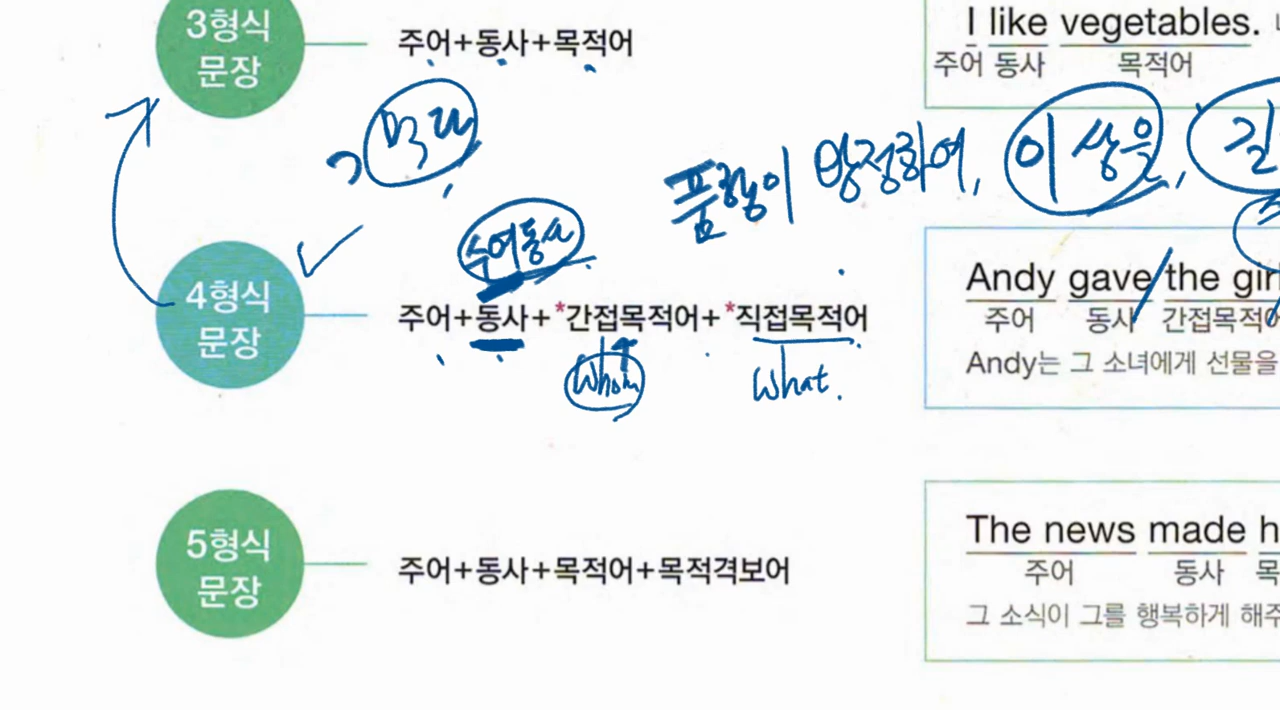 3형식
문장
주어+동사+목적어
I like vegetables.
주어 동사 목적어
품행이 방정하여, 이 상을,
수여동사
4형식
문장
주어+동사+*간접목적어+*직접목적어
whom what.
Andy gave the girl
주어 동사 간접목적어
Andy는 그 소녀에게 선물을
5형식
문장
주어+동사+목적어+목적격보어
The news made h
주어 동사 목
그 소식이 그를 행복하게 해주